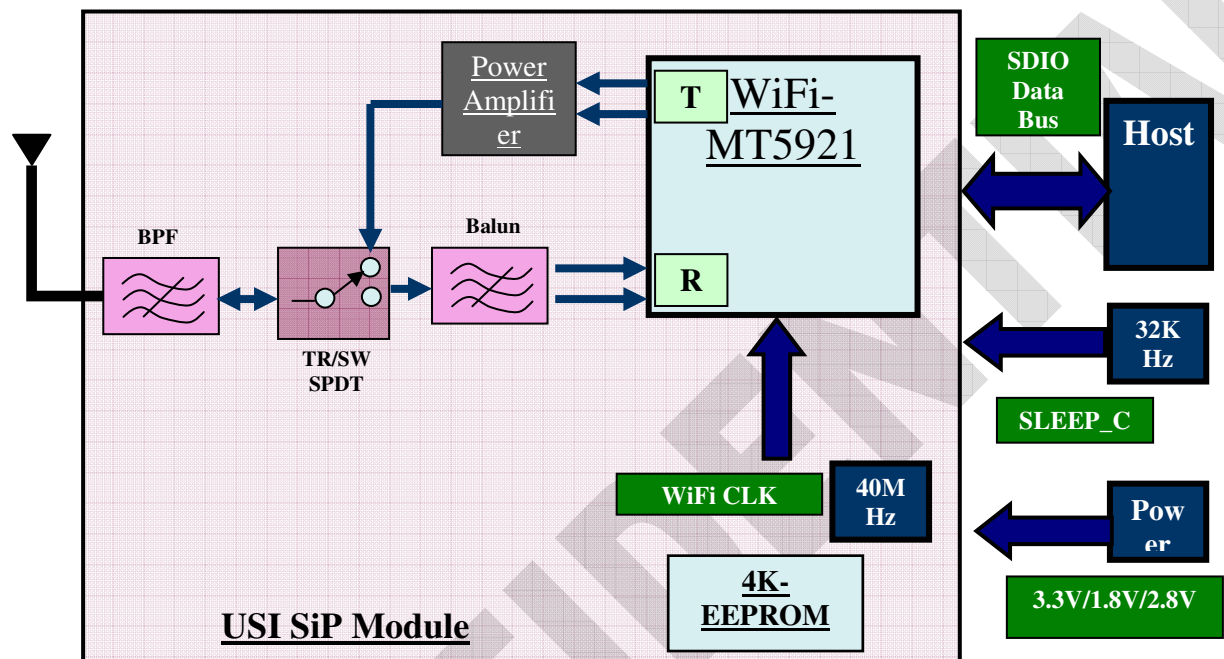 Power
Amplifi
er
T
WiFi-
MT5921
SDIO
Data
Bus
Host
BPF
Balun
R
TR/SW
SPDT
32K
Hz
SLEEP_C
WiFi CLK
40M
Hz
Pow
er
4K-
EEPROM
3.3V/1.8V/2.8V
USI SiP Module